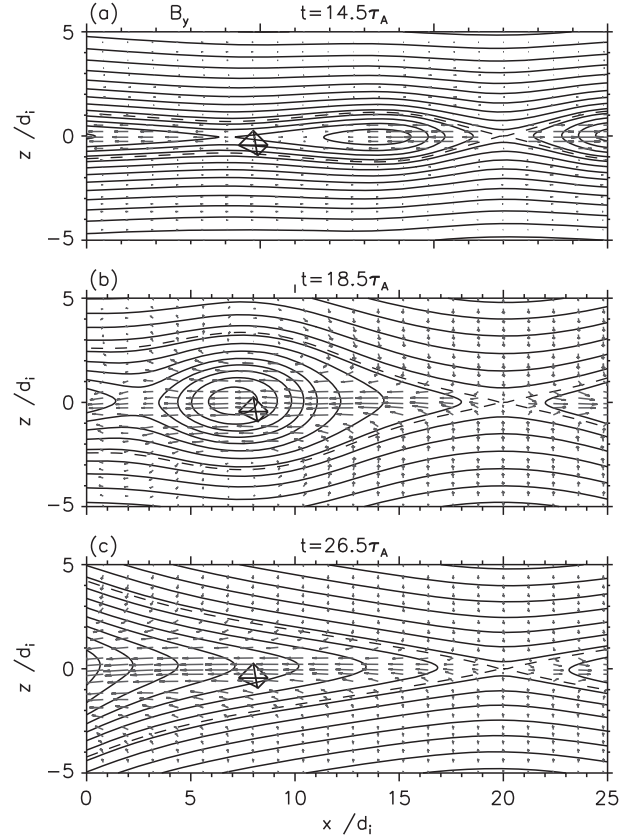 (a) B_y t=14.5τ_A
5
0
−5
z /d_i
(b) t=18.5τ_A
5
0
−5
z /d_i
(c) t=26.5τ_A
5
0
−5
z /d_i
0 5 10 15 20 25
x /d_i